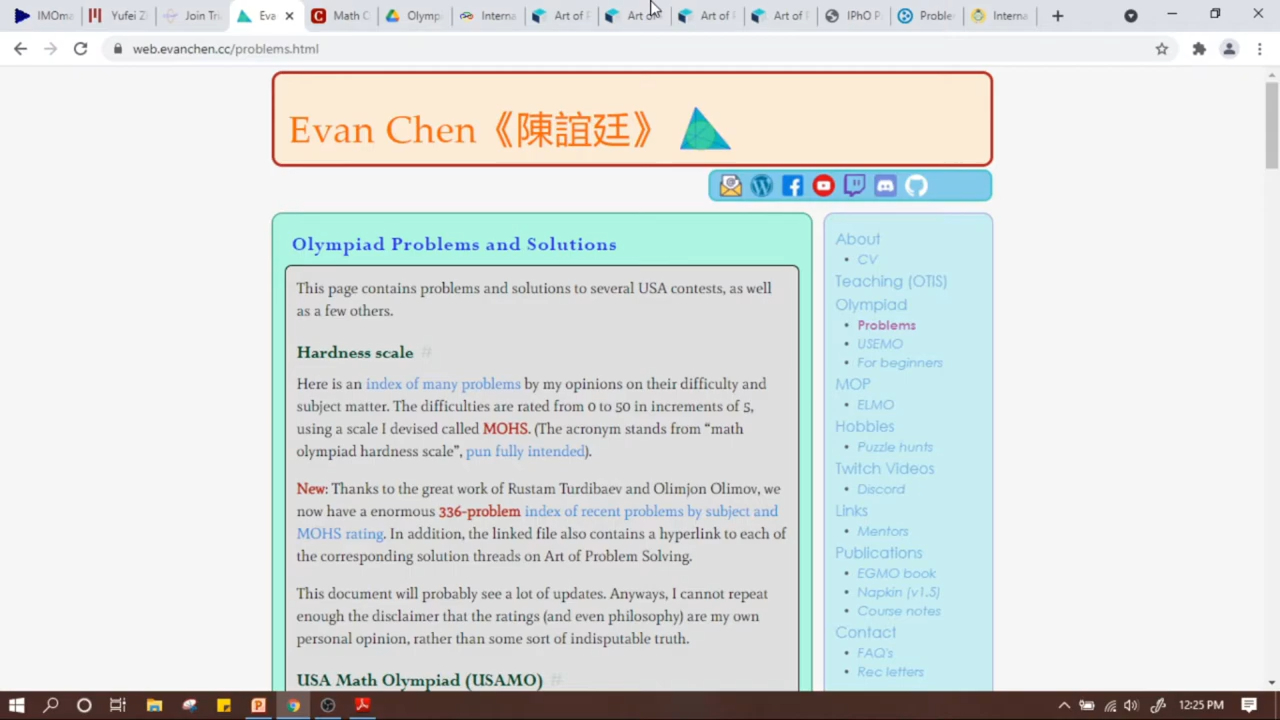 IMOma
Yufei Z
Join Tri
Eva
Math C
Olymp
Interna
Art of P
Art of
Art of P
Art of P
IPhO P
Proble
Interna
web.evanchen.cc/problems.html
Evan Chen《陳誼廷》
Olympiad Problems and Solutions
This page contains problems and solutions to several USA contests, as well
as a few others.
Hardness scale #
Here is an index of many problems by my opinions on their difficulty and
subject matter. The difficulties are rated from 0 to 50 in increments of 5,
using a scale I devised called MOHS. (The acronym stands from “math
olympiad hardness scale”, pun fully intended).
New: Thanks to the great work of Rustam Turdibaev and Olimjon Olimov, we
now have a enormous 336-problem index of recent problems by subject and
MOHS rating. In addition, the linked file also contains a hyperlink to each of
the corresponding solution threads on Art of Problem Solving.
This document will probably see a lot of updates. Anyways, I cannot repeat
enough the disclaimer that the ratings (and even philosophy) are my own
personal opinion, rather than some sort of indisputable truth.
USA Math Olympiad (USAMO) #
About
CV
Teaching (OTIS)
Olympiad
Problems
USEMO
For beginners
MOP
ELMO
Hobbles
Puzzle hunts
Twitch Videos
Discord
Links
Mentors
Publications
EGMO book
Napkin (v1.5)
Course notes
Contact
FAQ's
Rec letters
12:25 PM